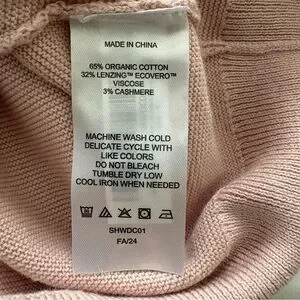 MADE IN CHINA
65% ORGANIC COTTON
32% LENZING™ ECOVERO™
VISCOSE
3% CASHMERE
MACHINE WASH COLD
DELICATE CYCLE WITH
LIKE COLORS
DO NOT BLEACH
TUMBLE DRY LOW
COOL IRON WHEN NEEDED
SHWDC01
FA/24